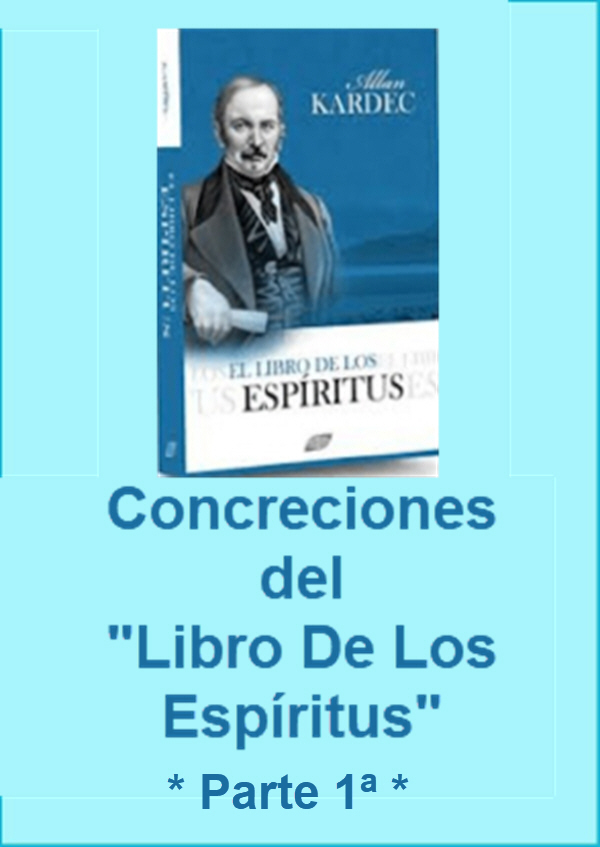 Allan
KARDEC
EL LIBRO DE LOS
ESPÍRITUS
Concreciones
del
"Libro De Los
Espíritus"
* Parte 1ª *